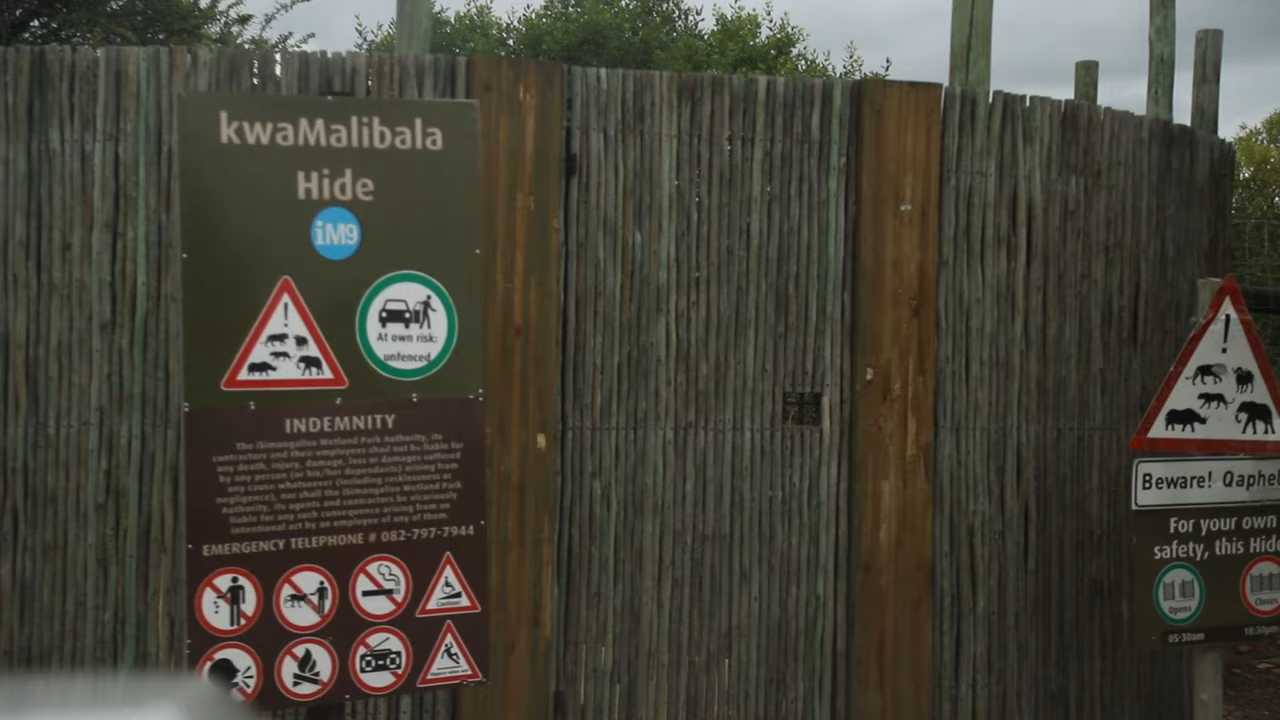 kwaMalibala
Hide
iM9
At own risk:
unfenced
INDEMNITY
The iSimangaliso Wetland Park Authority, its
contractors and their employees shall not be liable for
any death, injury, damage, loss or damages suffered
by any person (or his/her dependants) arising from
any cause whatsoever (including recklessness or
negligence), nor shall the iSimangaliso Wetland Park
Authority, its agents and contractors be vicariously
liable for any such consequence arising from an
intentional act by an employee of any of them.
EMERGENCY TELEPHONE # 082-797-7944
Caution!
Beware! Qaphe
For your own
safety, this Hide
Opens
Closes
05:30am